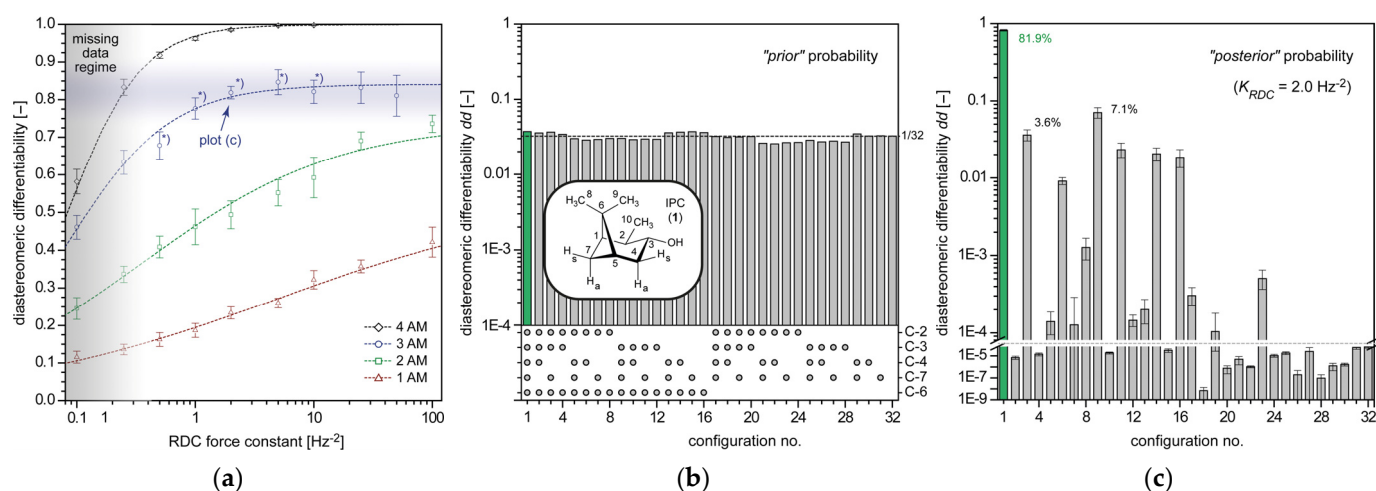 missing
data
regime
*)
*)
*)
*)
*)
plot (c)
4 AM
3 AM
2 AM
1 AM
1.0
0.9
0.8
0.7
0.6
0.5
0.4
0.3
0.2
0.1
0.0
diastereomeric differentiability [–]
0.1
1
1
10
100
RDC force constant [Hz-2]
(a)
"prior" probability
1
0.1
0.01
1E-3
1E-4
diastereomeric differentiability dd [–]
1/32
H3C
8
9
CH3
IPC
(1)
6
10
CH3
1
2
3
OH
7
4
5
Hs
Hs
Ha
Ha
C-2
C-3
C-4
C-7
C-6
1
4
8
12
16
20
24
28
32
configuration no.
(b)
81.9%
"posterior" probability
(KRDC = 2.0 Hz-2)
3.6%
7.1%
1
0.1
0.01
1E-3
1E-4
1E-5
1E-7
1E-9
diastereomeric differentiability dd [–]
1
4
8
12
16
20
24
28
32
configuration no.
(c)